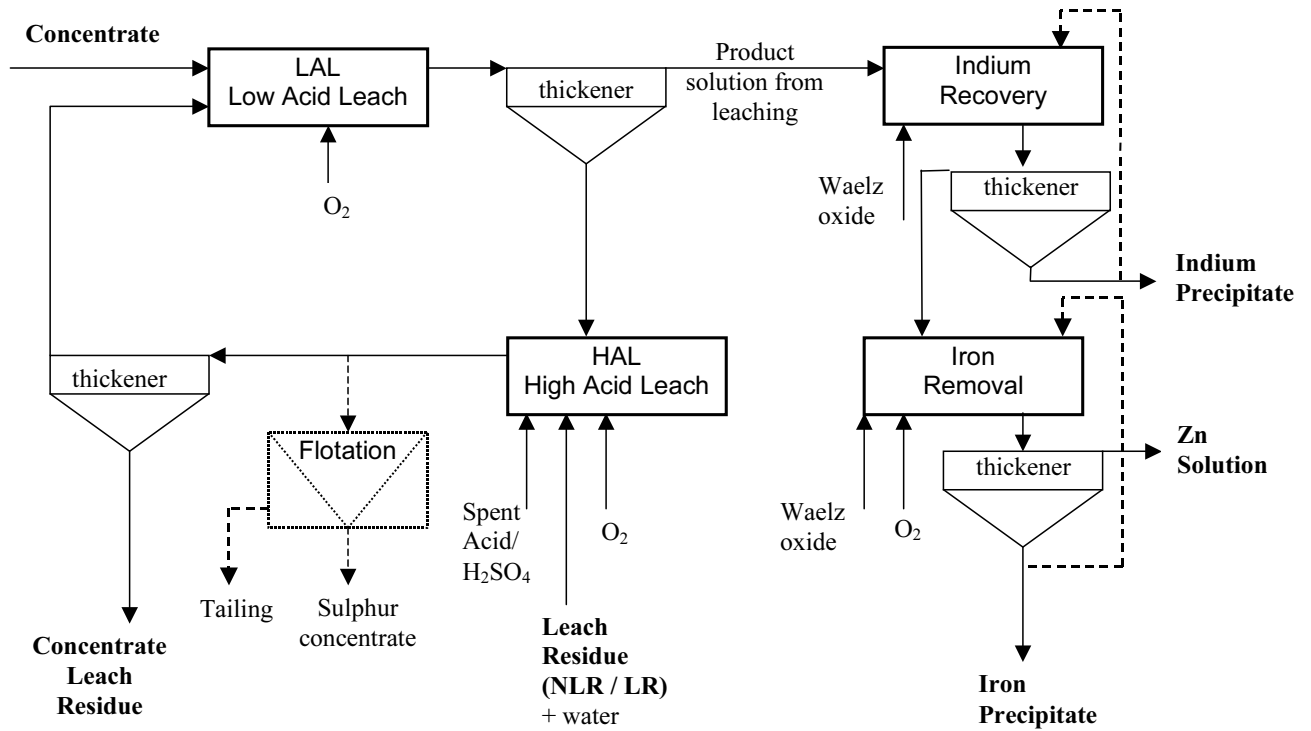 Concentrate
LAL
Low Acid Leach
O₂
thickener
Product
solution from
leaching
Indium
Recovery
Waelz
oxide
thickener
Indium
Precipitate
thickener
HAL
High Acid Leach
Iron
Removal
Flotation
Tailing
Sulphur
concentrate
Concentrate
Leach
Residue
Spent
Acid/
H₂SO₄
Leach
Residue
(NLR / LR)
+ water
O₂
Waelz
oxide
O₂
thickener
Zn
Solution
Iron
Precipitate